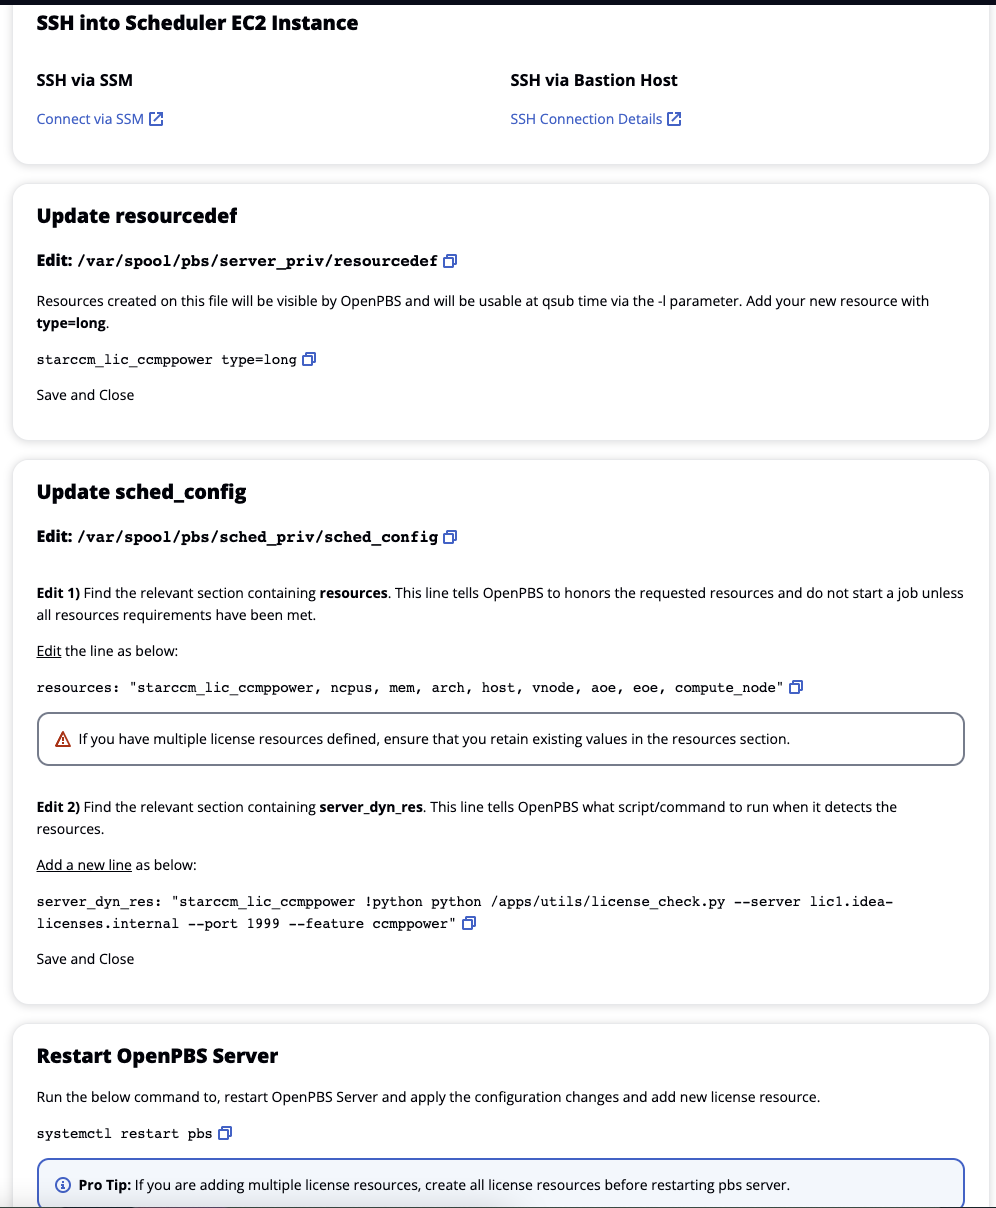 SSH into Scheduler EC2 Instance
SSH via SSM
SSH via Bastion Host
Connect via SSM
SSH Connection Details
Update resourcedef
Edit: /var/spool/pbs/server_priv/resourcedef
Resources created on this file will be visible by OpenPBS and will be usable at qsub time via the -l parameter. Add your new resource with
type=long.
starccm_lic_ccmppower type=long
Save and Close
Update sched_config
Edit: /var/spool/pbs/sched_priv/sched_config
Edit 1) Find the relevant section containing resources. This line tells OpenPBS to honors the requested resources and do not start a job unless
all resources requirements have been met.
Edit the line as below:
resources: "starccm_lic_ccmppower, ncpus, mem, arch, host, vnode, aoe, eoe, compute_node"
If you have multiple license resources defined, ensure that you retain existing values in the resources section.
Edit 2) Find the relevant section containing server_dyn_res. This line tells OpenPBS what script/command to run when it detects the
resources.
Add a new line as below:
server_dyn_res: "starccm_lic_ccmppower !python python /apps/utils/license_check.py --server lic1.idea-
licenses.internal --port 1999 --feature ccmppower"
Save and Close
Restart OpenPBS Server
Run the below command to, restart OpenPBS Server and apply the configuration changes and add new license resource.
systemctl restart pbs
Pro Tip: If you are adding multiple license resources, create all license resources before restarting pbs server.